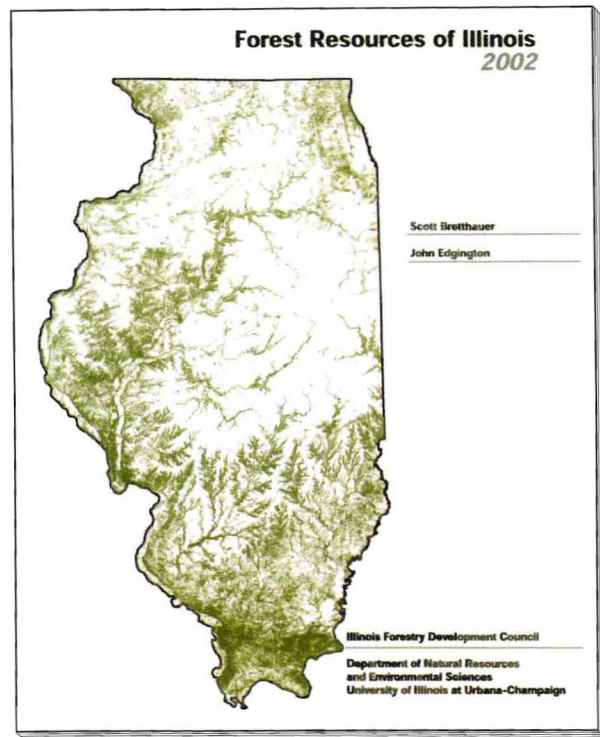 Forest Resources of Illinois
2002
Scott Bretthauer
John Edgington
Illinois Forestry Development Council
Department of Natural Resources
and Environmental Sciences
University of Illinois at Urbana-Champaign